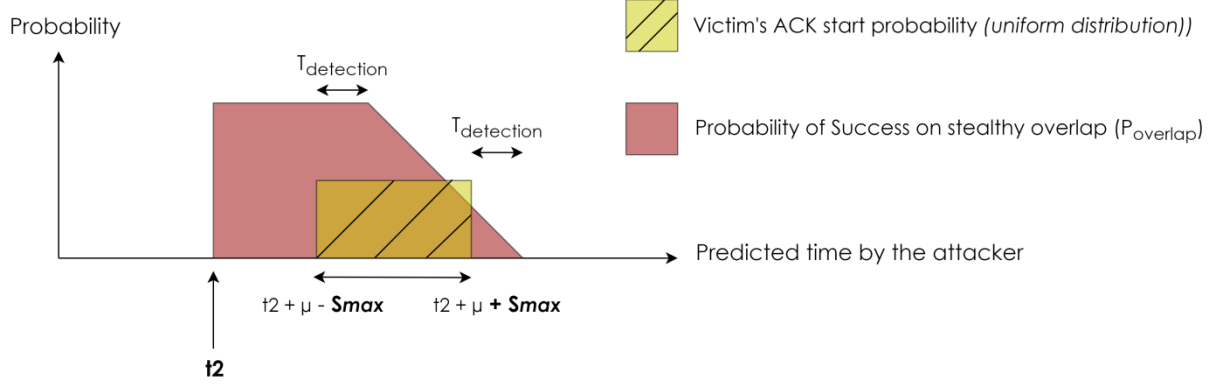 Probability
Victim's ACK start probability (uniform distribution))
Tdetection
Tdetection
Probability of Success on stealthy overlap (Poverlap)
Predicted time by the attacker
t2 + μ - Smax
t2 + μ + Smax
t2